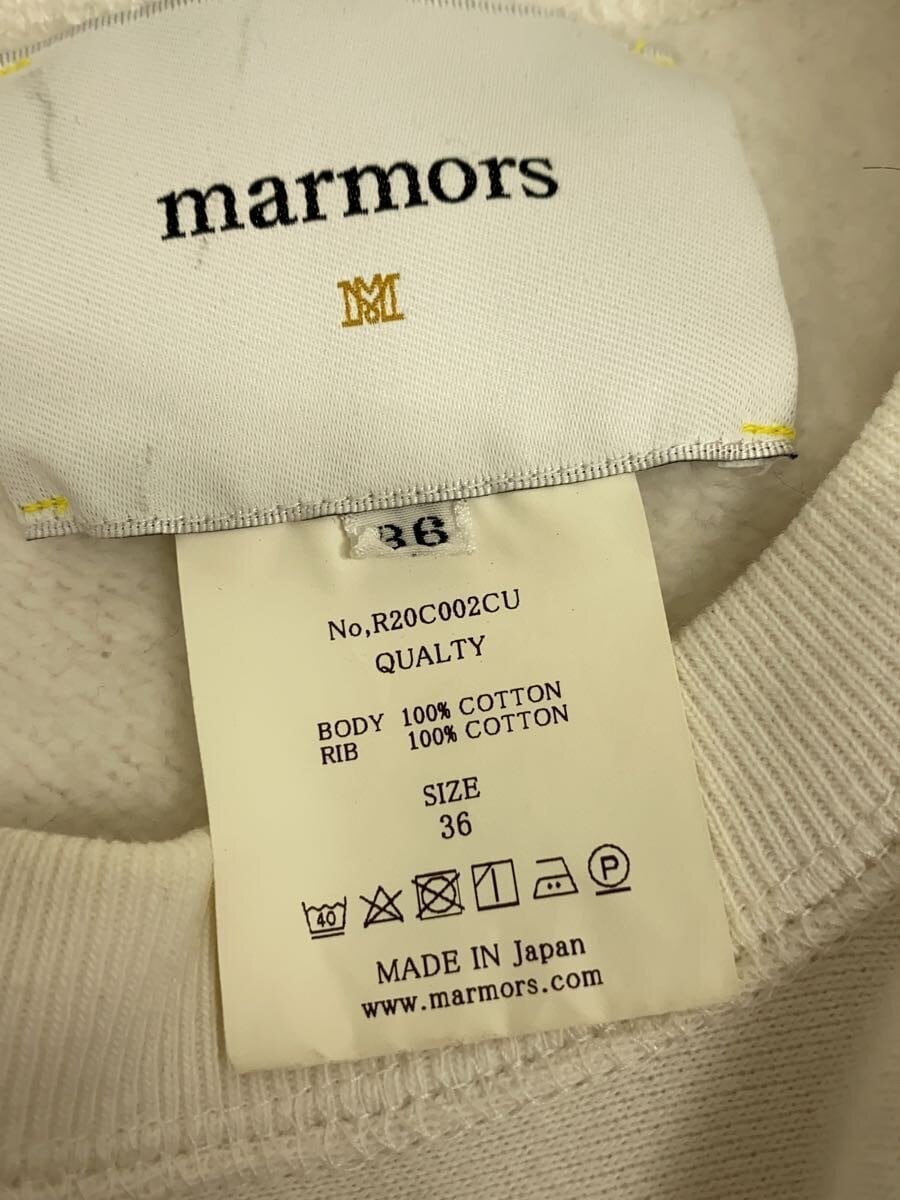 marmors
M
36
No,R20C002CU
QUALTY
BODY 100% COTTON
RIB 100% COTTON
SIZE
36
40 P
MADE IN Japan
www.marmors.com